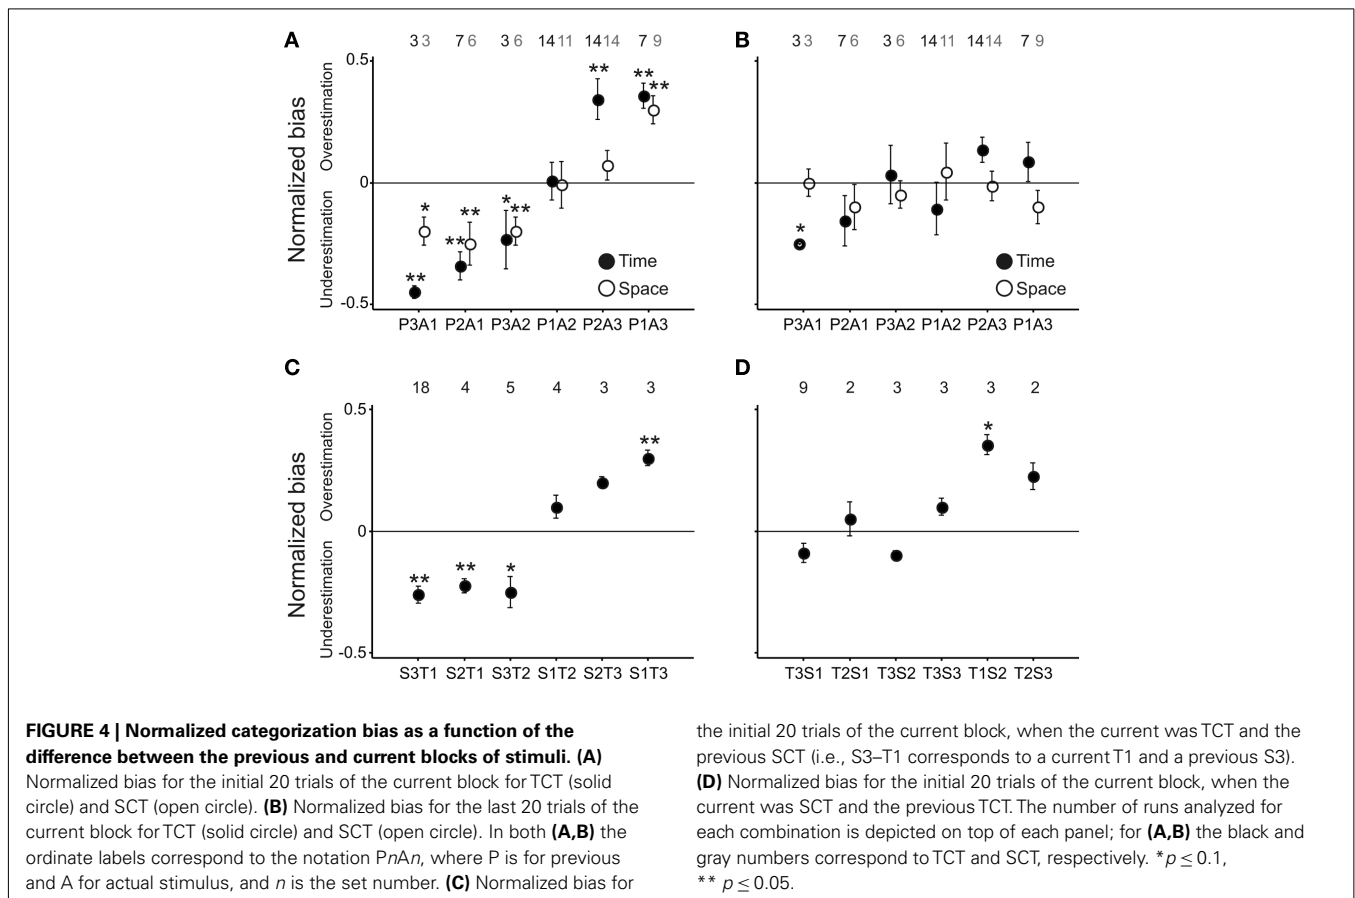 A
3 3 7 6 3 6 14 11 14 14 7 9
0.5
0
-0.5
Normalized bias
Overestimation
Underestimation
* ** * ** ** **
** ** ** **
Time
Space
P3A1 P2A1 P3A2 P1A2 P2A3 P1A3
B
3 3 7 6 3 6 14 11 14 14 7 9
*
Time
Space
P3A1 P2A1 P3A2 P1A2 P2A3 P1A3
C
18 4 5 4 3 3
0.5
0
-0.5
Normalized bias
Overestimation
Underestimation
** ** * **
S3T1 S2T1 S3T2 S1T2 S2T3 S1T3
D
9 2 3 3 3 2
*
T3S1 T2S1 T3S2 T3S3 T1S2 T2S3
FIGURE 4 | Normalized categorization bias as a function of the
difference between the previous and current blocks of stimuli. (A)
Normalized bias for the initial 20 trials of the current block for TCT (solid
circle) and SCT (open circle). (B) Normalized bias for the last 20 trials of the
current block for TCT (solid circle) and SCT (open circle). In both (A,B) the
ordinate labels correspond to the notation PnAn, where P is for previous
and A for actual stimulus, and n is the set number. (C) Normalized bias for
the initial 20 trials of the current block, when the current was TCT and the
previous SCT (i.e., S3–T1 corresponds to a current T1 and a previous S3).
(D) Normalized bias for the initial 20 trials of the current block, when the
current was SCT and the previous TCT. The number of runs analyzed for
each combination is depicted on top of each panel; for (A,B) the black and
gray numbers correspond to TCT and SCT, respectively. *p ≤ 0.1,
** p ≤ 0.05.